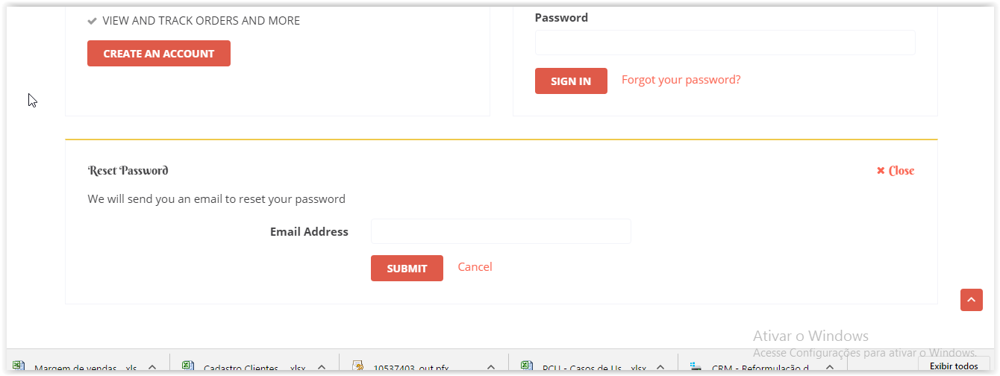 VIEW AND TRACK ORDERS AND MORE
CREATE AN ACCOUNT
Password
SIGN IN Forgot your password?
Reset Password
Close
We will send you an email to reset your password
Email Address
SUBMIT Cancel
Ativar o Windows
Acesse Configurações para ativar o Windows.
Margem de vendas...xls
Cadastro Clientes....xlsx
10537403_out.pfx
PCU - Casos de Us...xlsx
CRM - Reformulação d...
Exibir todos